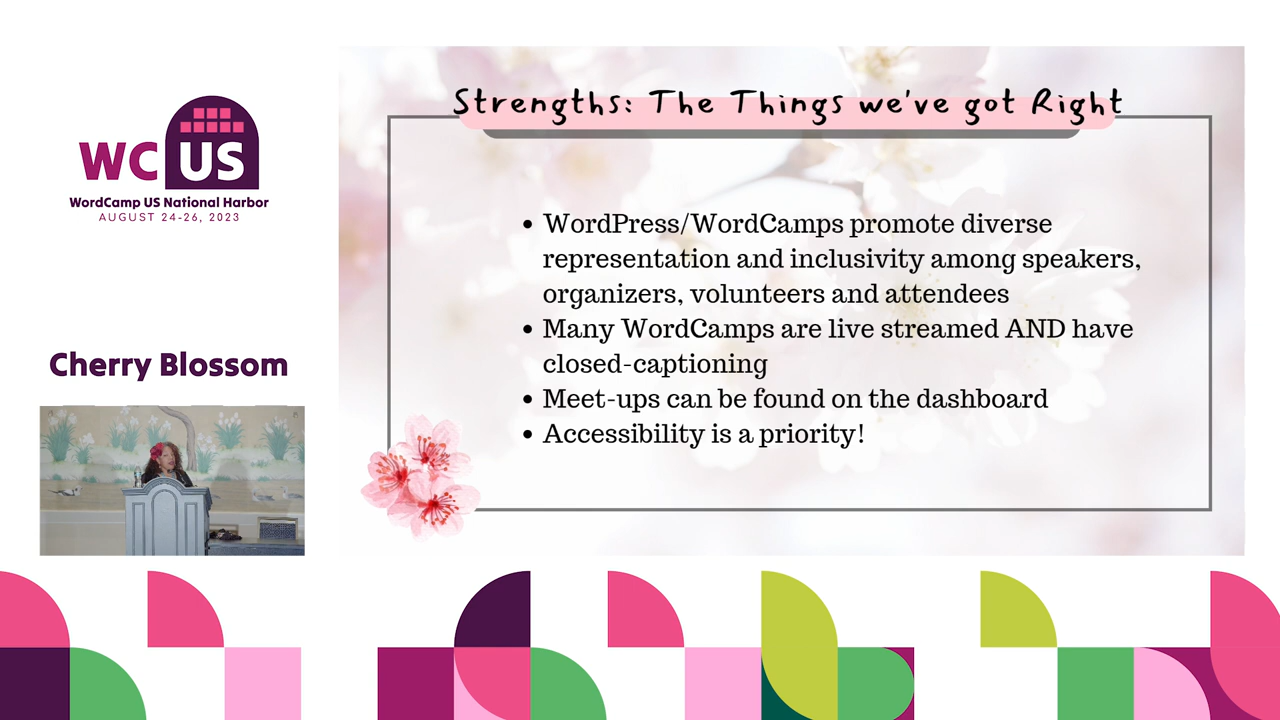 WC US
WordCamp US National Harbor
AUGUST 24-26, 2023
Cherry Blossom
Strengths: The Things we've got Right
• WordPress/WordCamps promote diverse
representation and inclusivity among speakers,
organizers, volunteers and attendees
• Many WordCamps are live streamed AND have
closed-captioning
• Meet-ups can be found on the dashboard
• Accessibility is a priority!